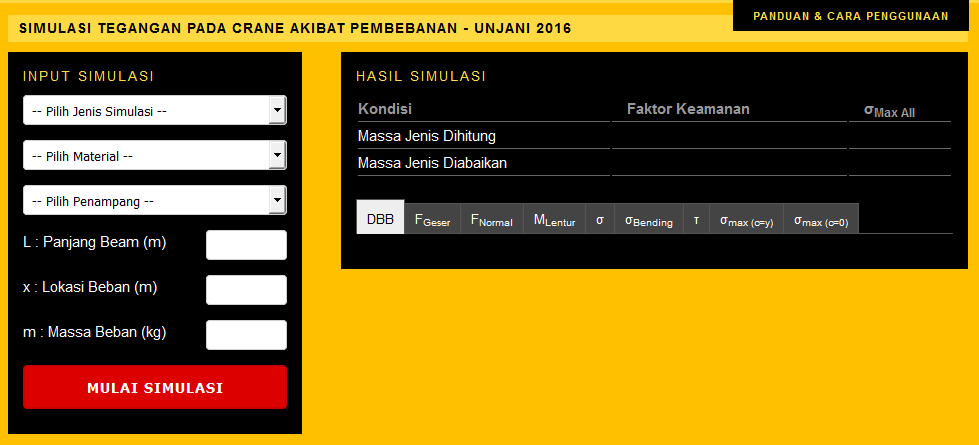 PANDUAN & CARA PENGGUNAAN
SIMULASI TEGANGAN PADA CRANE AKIBAT PEMBEBANAN - UNJANI 2016
INPUT SIMULASI
-- Pilih Jenis Simulasi --
-- Pilih Material --
-- Pilih Penampang --
L : Panjang Beam (m)
x : Lokasi Beban (m)
m : Massa Beban (kg)
MULAI SIMULASI
HASIL SIMULASI
Kondisi Faktor Keamanan σMax All
Massa Jenis Dihitung
Massa Jenis Diabaikan
DBB FGeser FNormal MLentur σ σBending τ σmax (c=y) σmax (c=0)